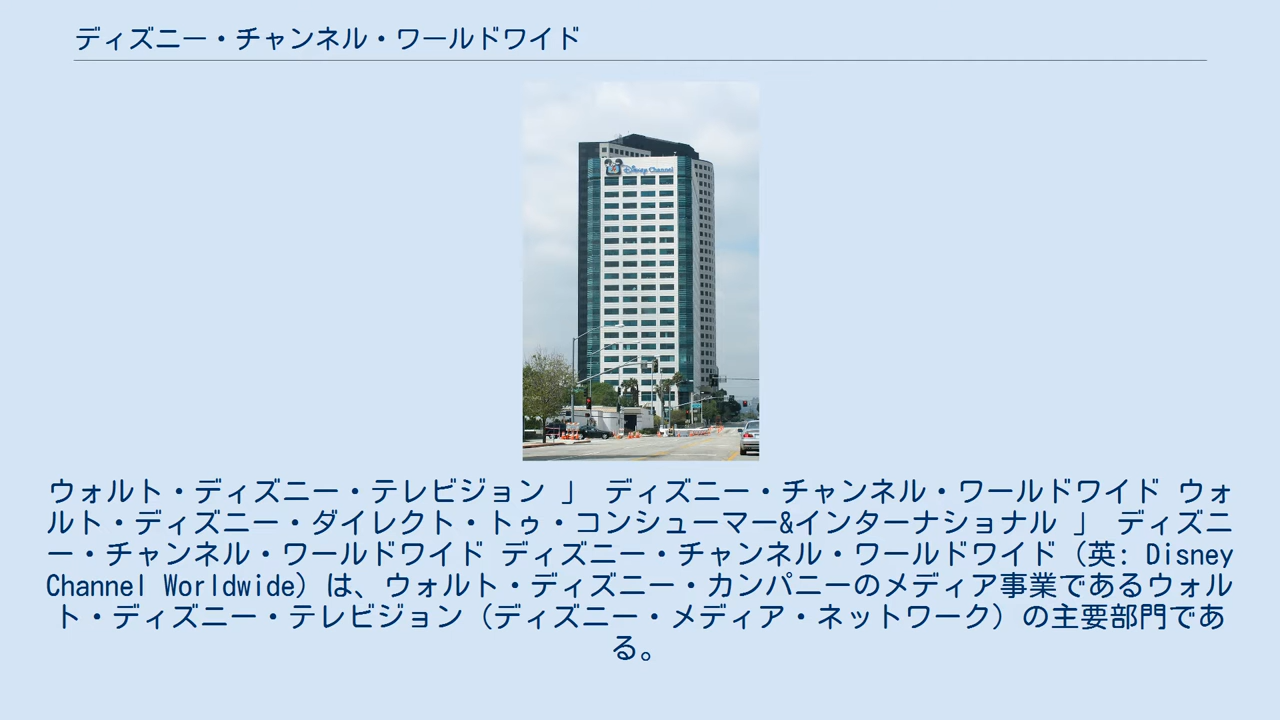 ディズニー・チャンネル・ワールドワイド
Disney Channel
ウォルト・ディズニー・テレビジョン 」 ディズニー・チャンネル・ワールドワイド ウォ
ルト・ディズニー・ダイレクト・トゥ・コンシューマー&インターナショナル 」 ディズニ
ー・チャンネル・ワールドワイド ディズニー・チャンネル・ワールドワイド（英: Disney
Channel Worldwide）は、ウォルト・ディズニー・カンパニーのメディア事業であるウォル
ト・ディズニー・テレビジョン（ディズニー・メディア・ネットワーク）の主要部門であ
る。